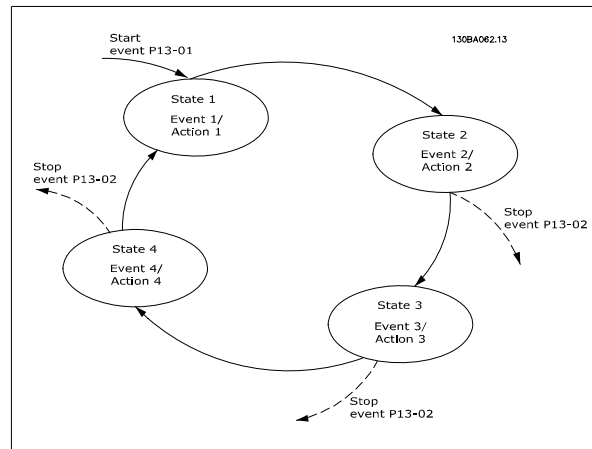 Start
event P13-01
130BA062.13
State 1
Event 1/
Action 1
State 2
Event 2/
Action 2
Stop
event P13-02
Stop
event P13-02
State 4
Event 4/
Action 4
State 3
Event 3/
Action 3
Stop
event P13-02